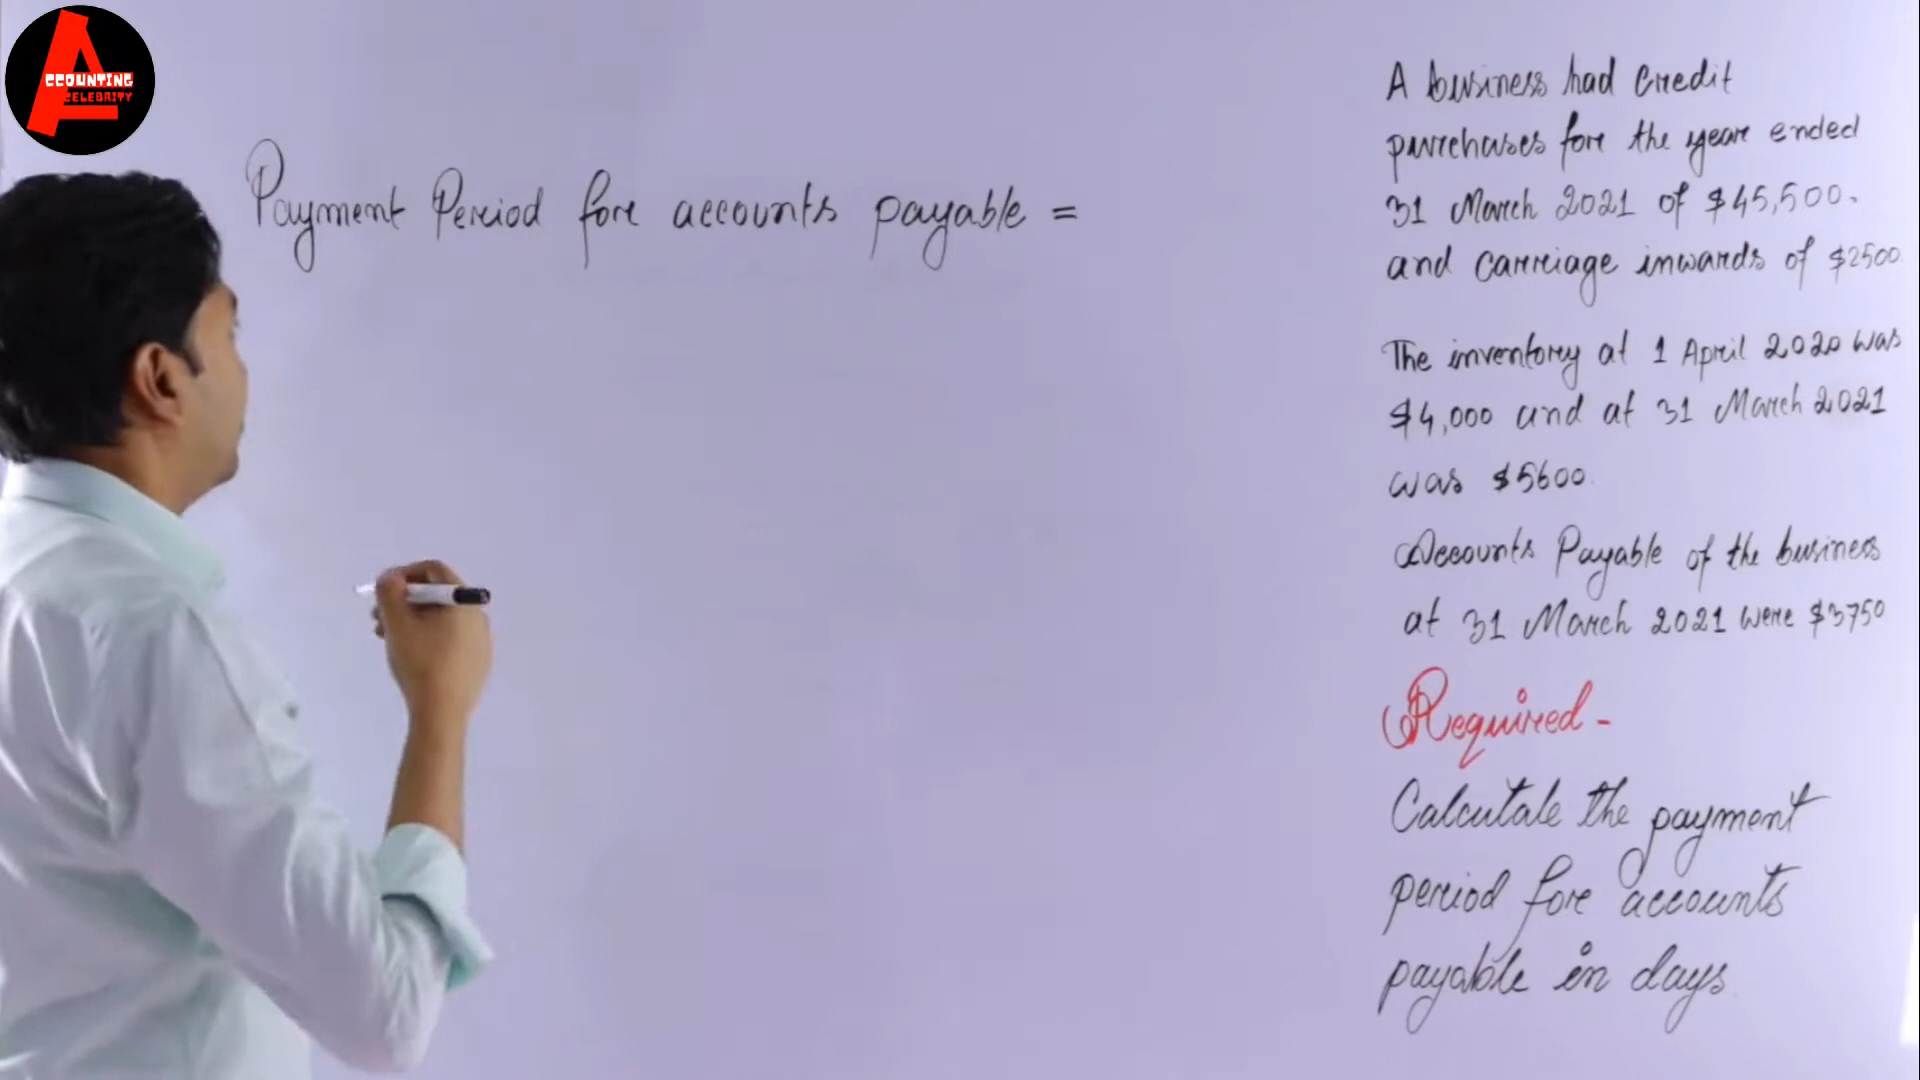 ACCOUNTING
CELEBRITY
Payment Period for accounts payable =
A business had credit
purchases for the year ended
31 March 2021 of $45,500.
and carriage inwards of $2500
The inventory at 1 April 2020 was
$4,000 and at 31 March 2021
was $5600
Accounts Payable of the business
at 31 March 2021 were $3750
Required -
Calcutale the payment
period for accounts
payable in days